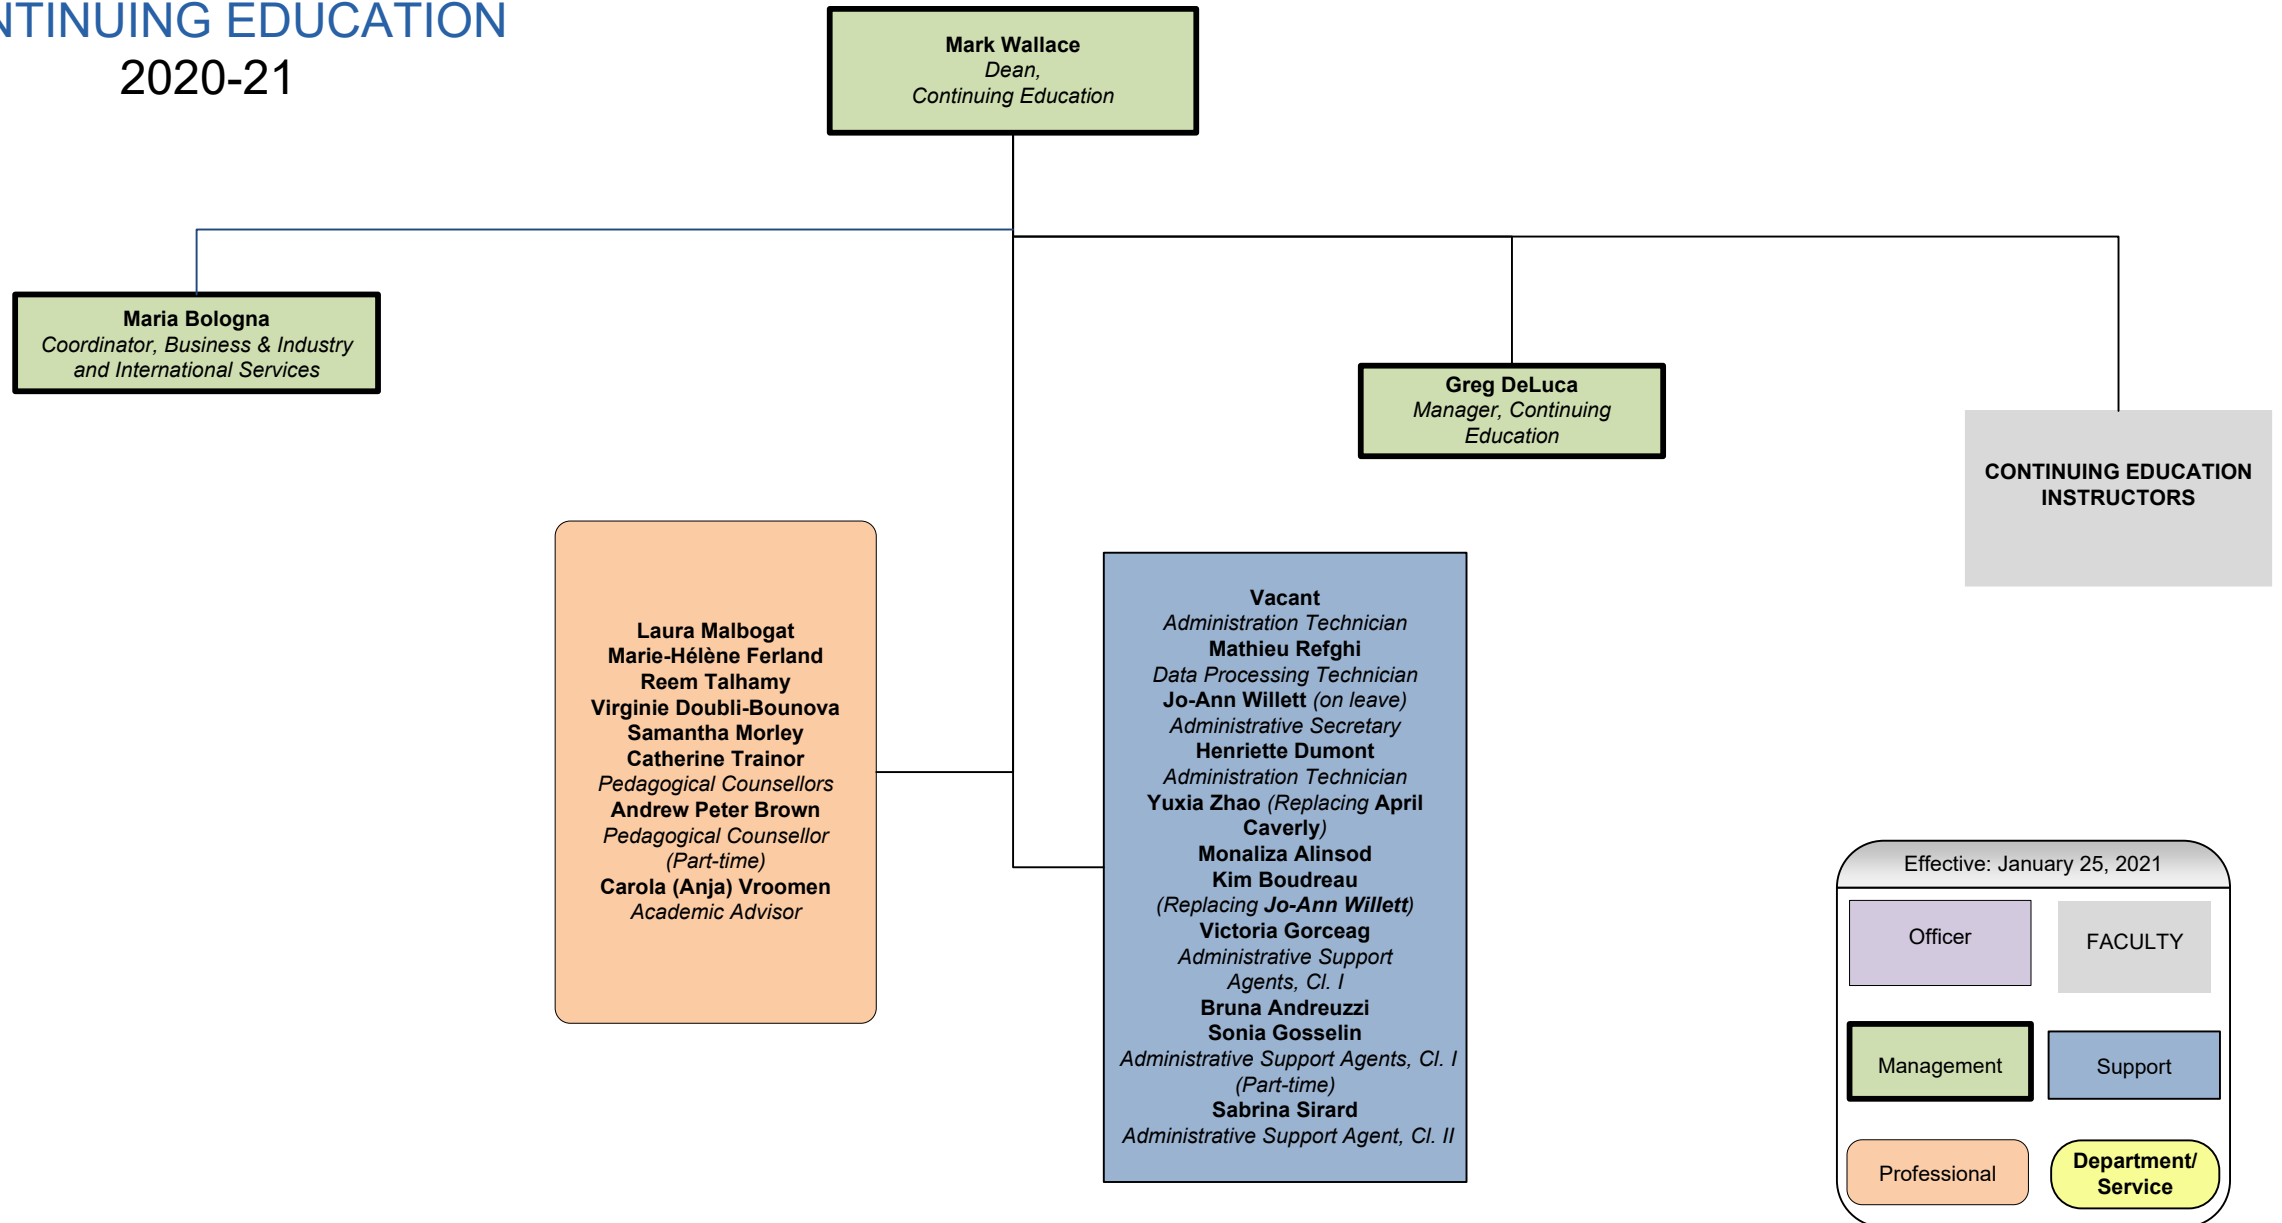 NTINUING EDUCATION
2020-21
Mark Wallace
Dean,
Continuing Education
Maria Bologna
Coordinator, Business & Industry
and International Services
Greg DeLuca
Manager, Continuing
Education
CONTINUING EDUCATION
INSTRUCTORS
Laura Malbogat
Marie-Hélène Ferland
Reem Talhamy
Virginie Doubli-Bounova
Samantha Morley
Catherine Trainor
Pedagogical Counsellors
Andrew Peter Brown
Pedagogical Counsellor
(Part-time)
Carola (Anja) Vroomen
Academic Advisor
Vacant
Administration Technician
Mathieu Refghi
Data Processing Technician
Jo-Ann Willett (on leave)
Administrative Secretary
Henriette Dumont
Administration Technician
Yuxia Zhao (Replacing April
Caverly)
Monaliza Alinsod
Kim Boudreau
(Replacing Jo-Ann Willett)
Victoria Gorceag
Administrative Support
Agents, Cl. I
Bruna Andreuzzi
Sonia Gosselin
Administrative Support Agents, Cl. I
(Part-time)
Sabrina Sirard
Administrative Support Agent, Cl. II
Effective: January 25, 2021
Officer
FACULTY
Management
Support
Professional
Department/
Service